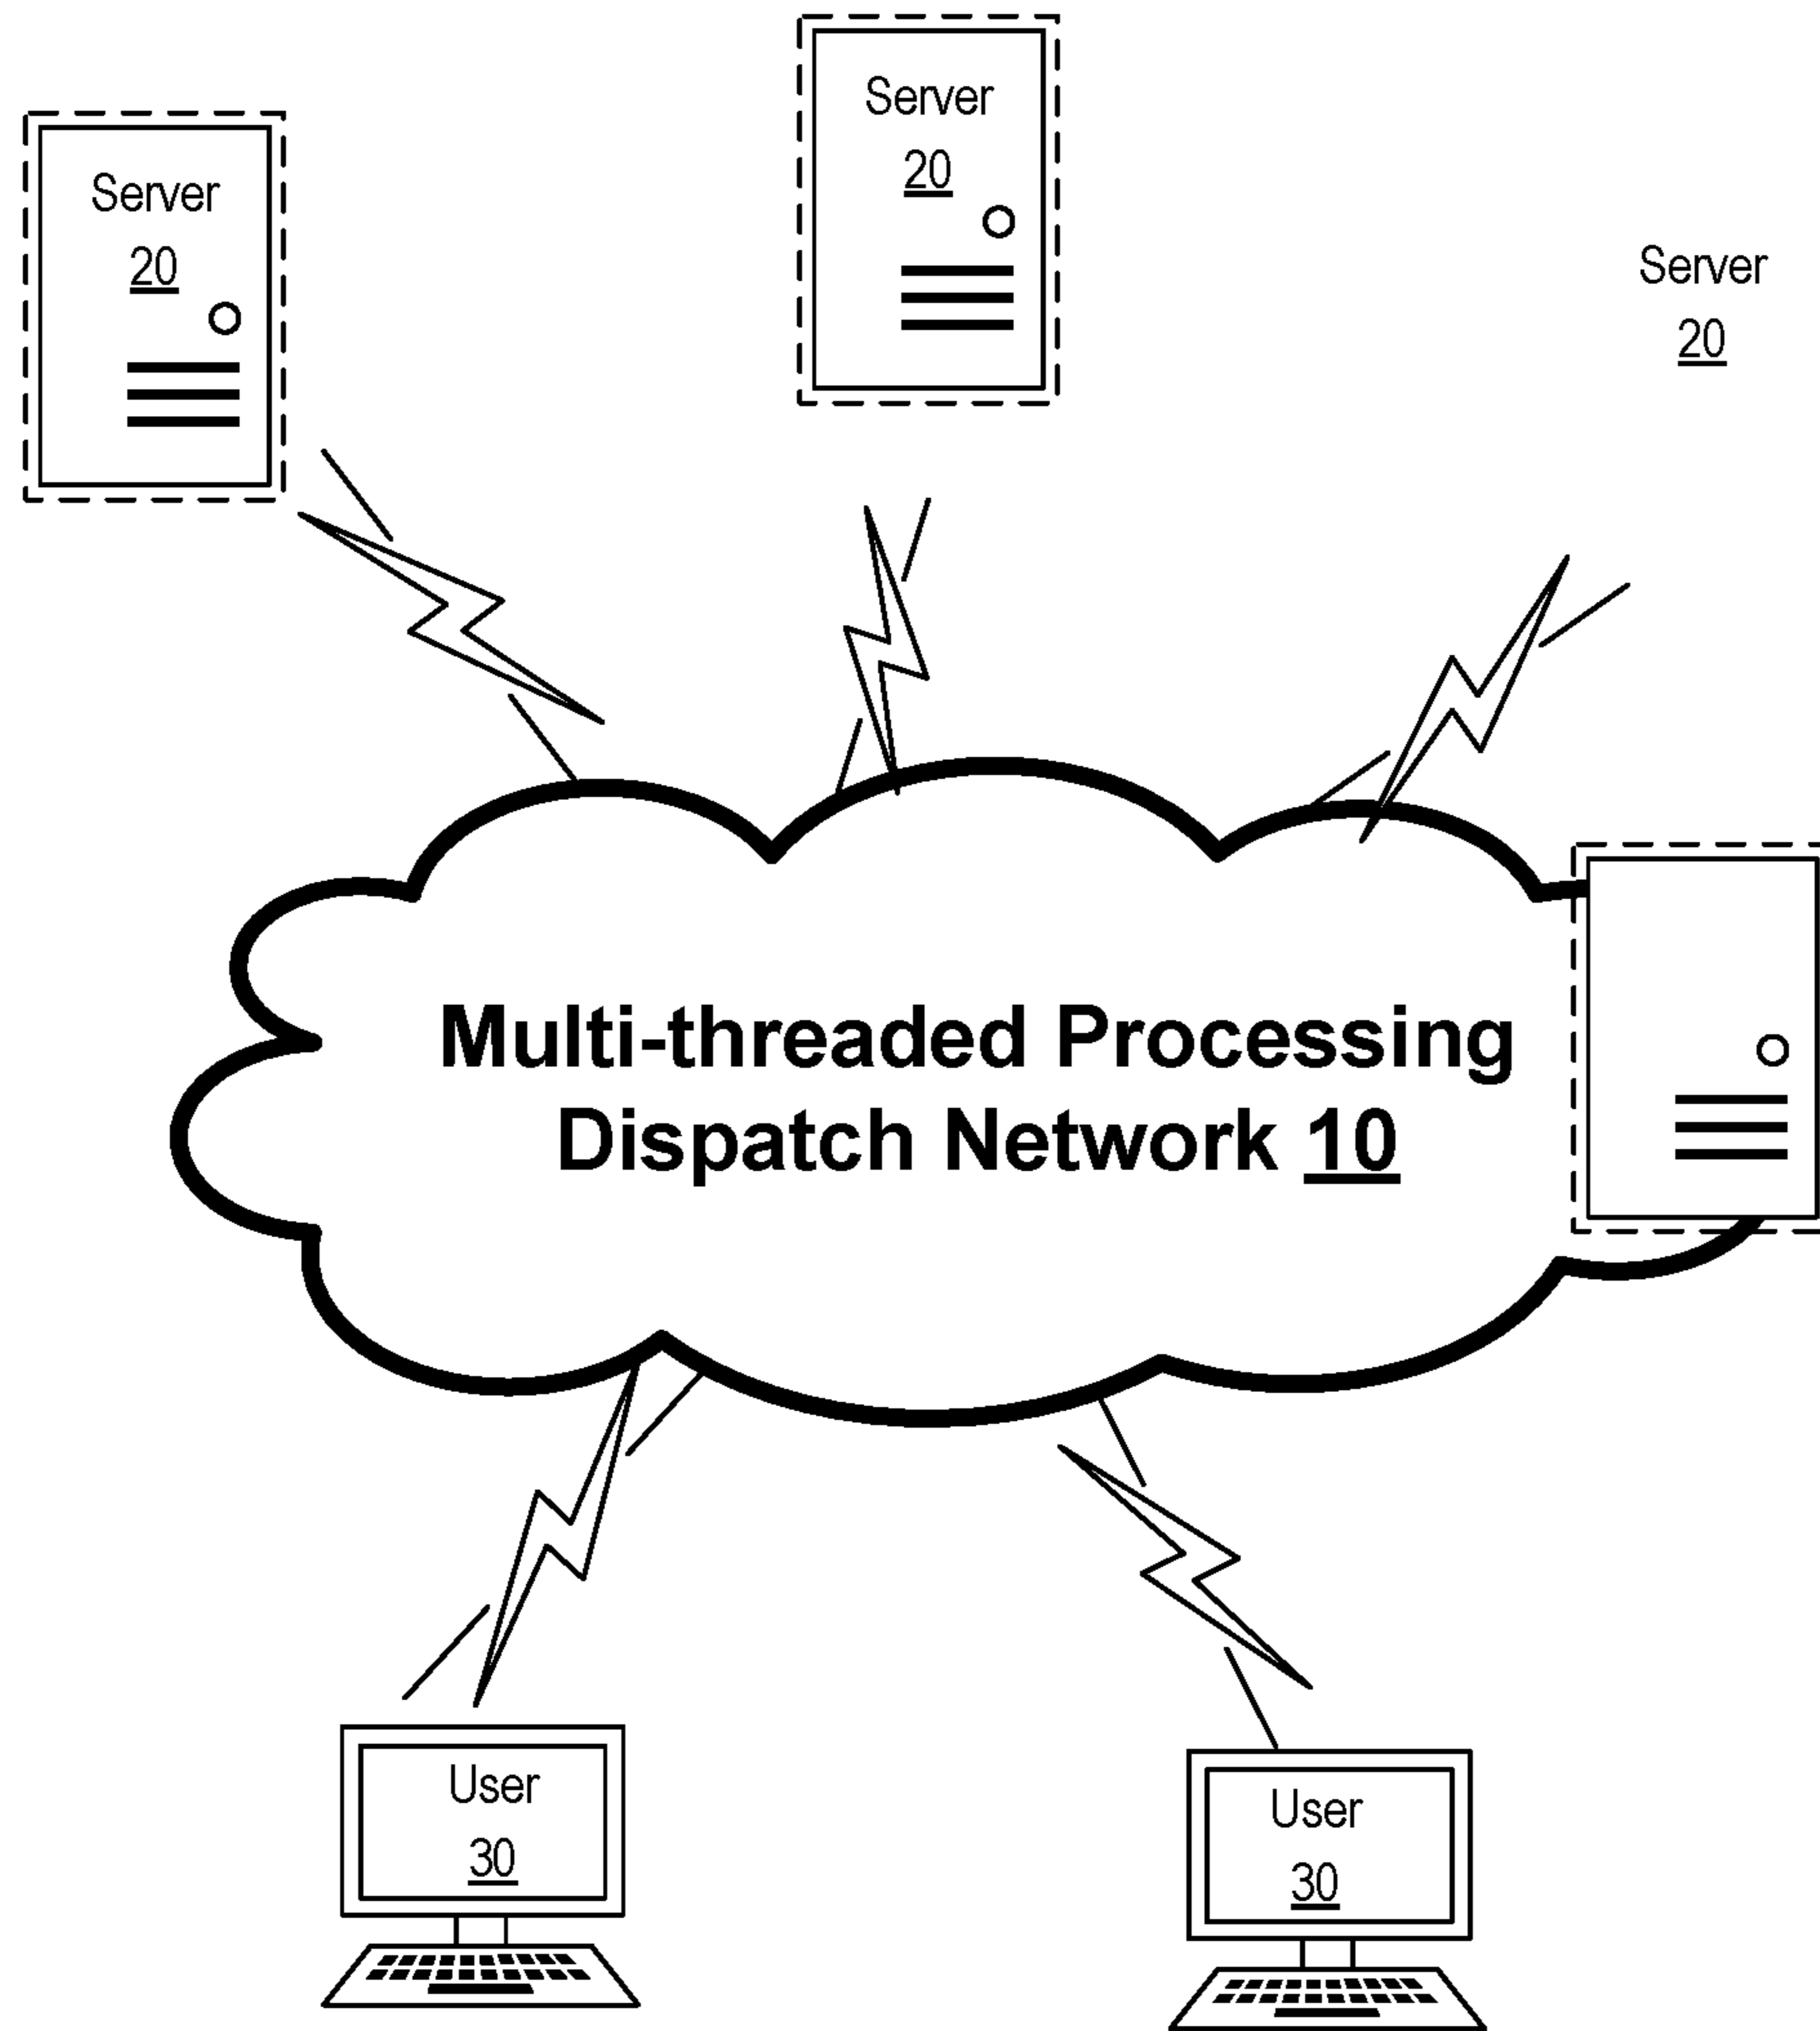 Server
20
Server
20
Server
20
Multi-threaded Processing
Dispatch Network 10
User
30
User
30